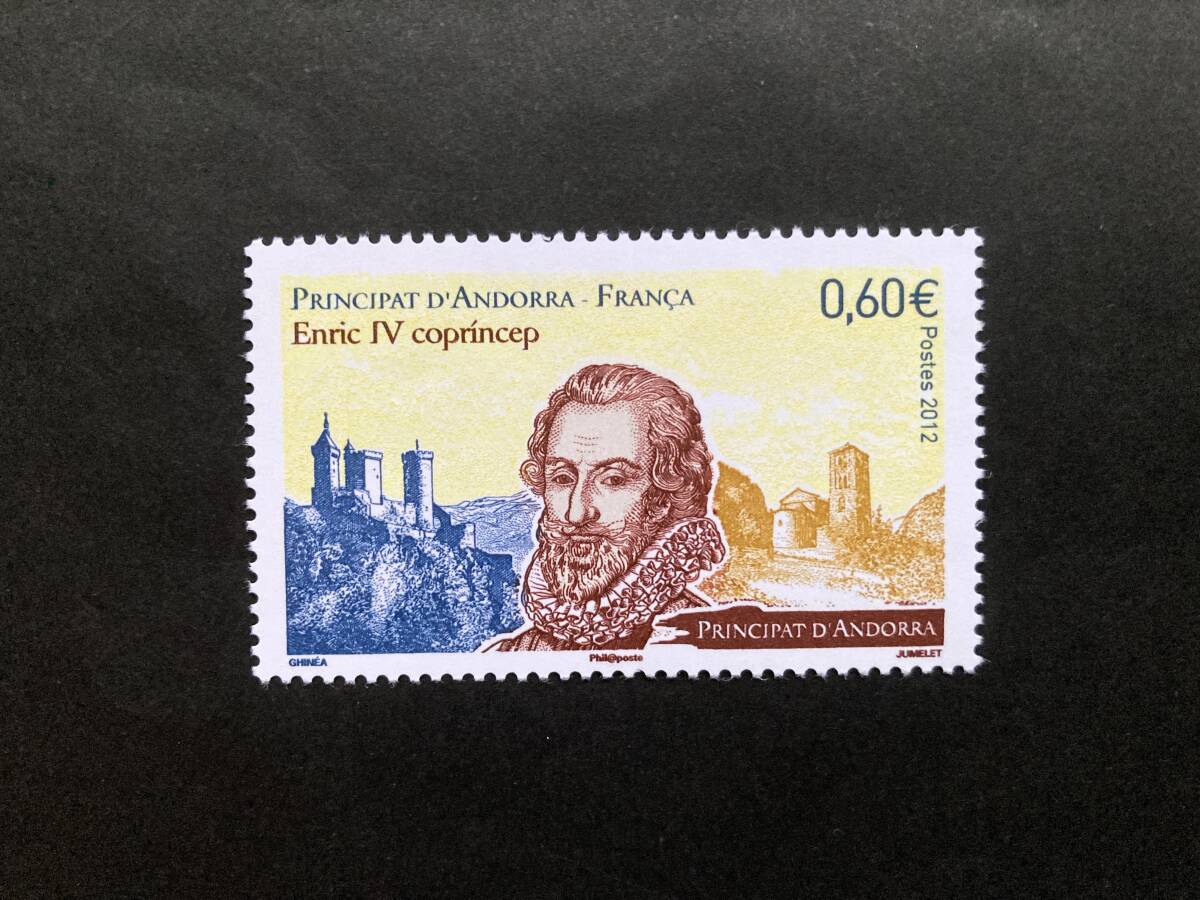 PRINCIPAT D'ANDORRA - FRANÇA
Enric IV copríncep
0,60€
Postes 2012
PRINCIPAT D'ANDORRA
GHINÉA
Phil@poste
JUMELET